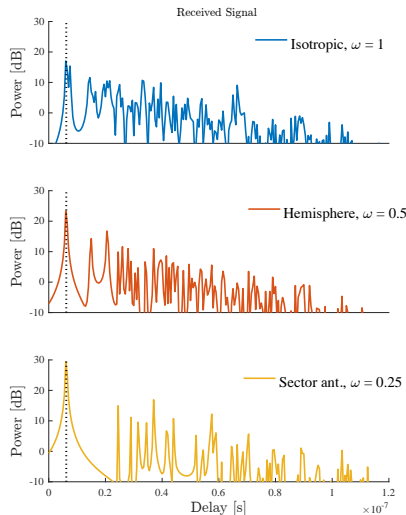 Received Signal
Isotropic, ω = 1
Power [dB]
30
20
10
0
-10
Hemisphere, ω = 0.5
Power [dB]
30
20
10
0
-10
Sector ant., ω = 0.25
Power [dB]
30
20
10
0
-10
0 0.2 0.4 0.6 0.8 1 1.2
Delay [s]
×10⁻⁷